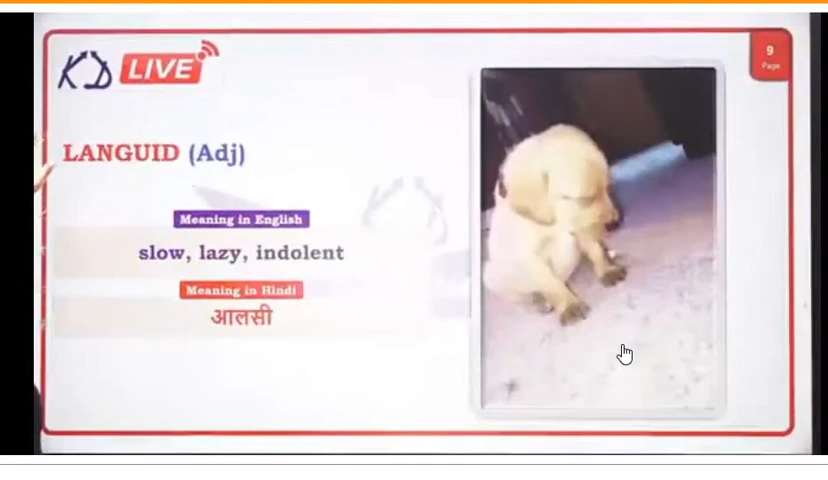 KD LIVE
9
Page
LANGUID (Adj)
Meaning in English
slow, lazy, indolent
Meaning in Hindi
आलसी